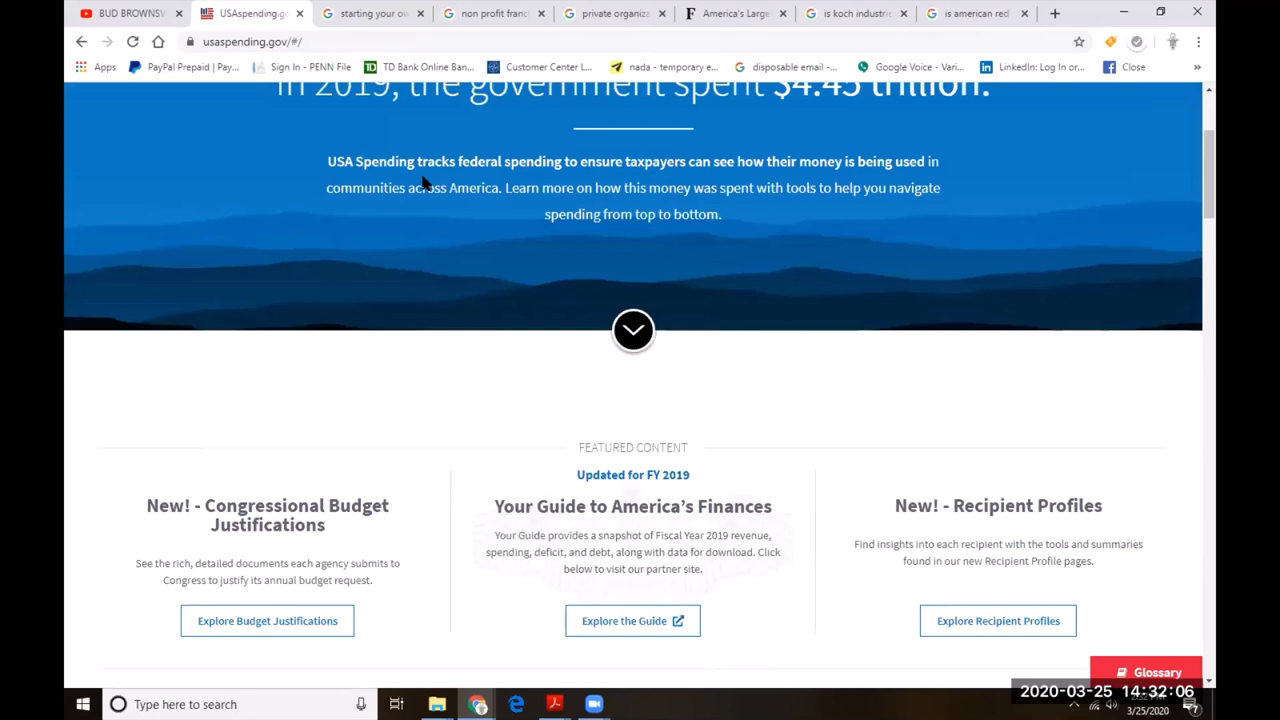 BUD BROWNSV
USAspending.go
starting your ow
non profit franc
private organiza
America's Large
is koch industri
is american red
usaspending.gov/#/
Apps
PayPal Prepaid | Pay...
Sign In - PENN File
TD Bank Online Ban...
Customer Center L...
nada - temporary e...
disposable email -...
Google Voice - Vari...
LinkedIn: Log In or...
Close
In 2019, the government spent $4.45 trillion.
USA Spending tracks federal spending to ensure taxpayers can see how their money is being used in
communities across America. Learn more on how this money was spent with tools to help you navigate
spending from top to bottom.
FEATURED CONTENT
Updated for FY 2019
New! - Congressional Budget
Justifications
See the rich, detailed documents each agency submits to
Congress to justify its annual budget request.
Explore Budget Justifications
Your Guide to America's Finances
Your Guide provides a snapshot of Fiscal Year 2019 revenue,
spending, deficit, and debt, along with data for download. Click
below to visit our partner site.
Explore the Guide
New! - Recipient Profiles
Find insights into each recipient with the tools and summaries
found in our new Recipient Profile pages.
Explore Recipient Profiles
Glossary
2020-03-25 14:32:06
Type here to search
3/25/2020